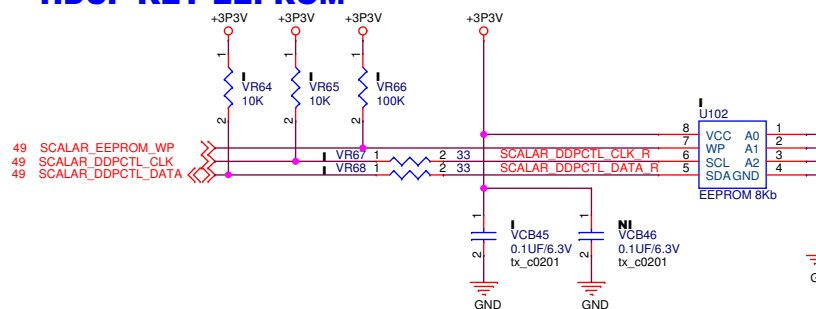 HDCP KEY EEPROM
+3P3V +3P3V +3P3V +3P3V
1 1 1
I I I
VR64 VR65 VR66
10K 10K 100K
2 2 2
I
U102
8 VCC A0 1
49 SCALAR_EEPROM_WP 7 WP A1 2
49 SCALAR_DDPCTL_CLK I VR67 1 2 33 SCALAR_DDPCTL_CLK_R 6 SCL A2 3
49 SCALAR_DDPCTL_DATA I VR68 1 2 33 SCALAR_DDPCTL_DATA_R 5 SDA GND 4
EEPROM 8Kb
1 1
I NI
VCB45 VCB46
0.1UF/6.3V 0.1UF/6.3V
2 2
tx_c0201 tx_c0201
GND GND